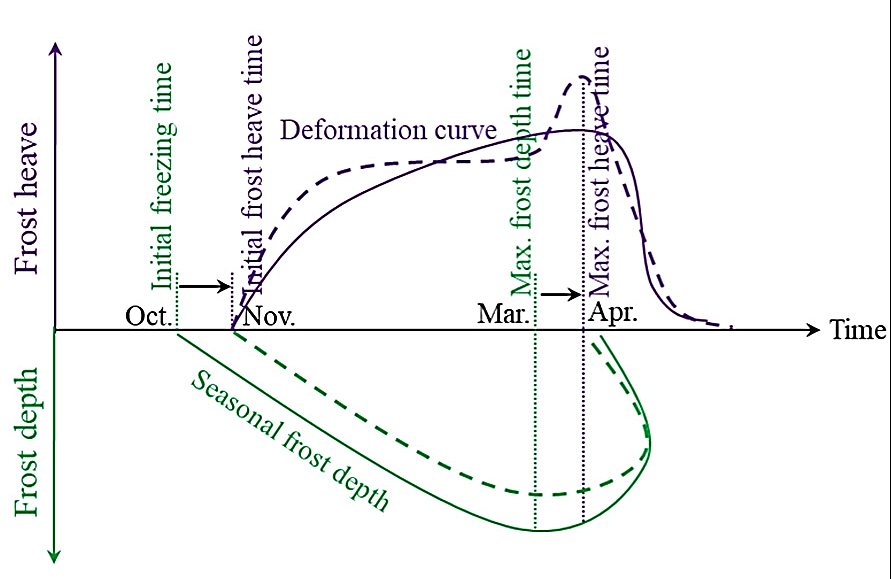 Frost heave
Initial freezing time
Initial frost heave time
Deformation curve
Max. frost depth time
Max. frost heave time
Oct.
Nov.
Mar.
Apr.
Time
Frost depth
Seasonal frost depth